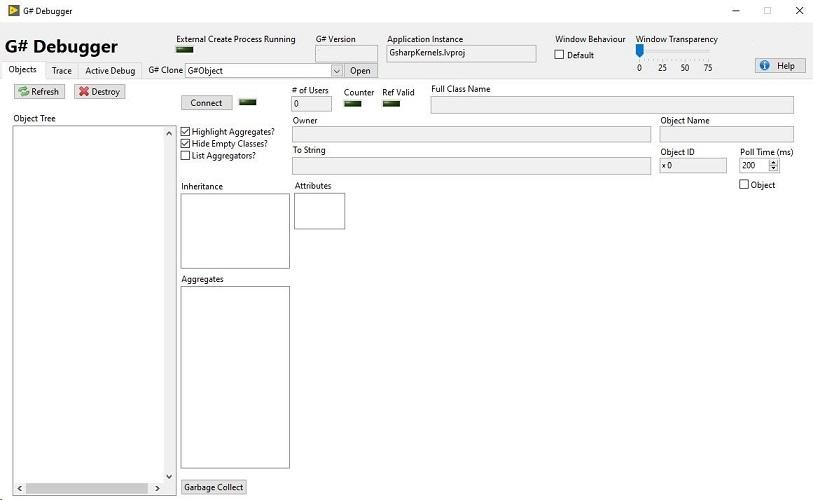 G# Debugger
G# Debugger
External Create Process Running
G# Version
Application Instance
GsharpKernels.lvproj
Window Behaviour
Default
Window Transparency
0 25 50 75
Help
Objects Trace Active Debug
G# Clone G#Object Open
Refresh Destroy
Connect
# of Users
0
Counter
Ref Valid
Full Class Name
Object Tree
Highlight Aggregates?
Hide Empty Classes?
List Aggregators?
Owner
Object Name
To String
Object ID
x 0
Poll Time (ms)
200
Object
Inheritance
Attributes
Aggregates
Garbage Collect